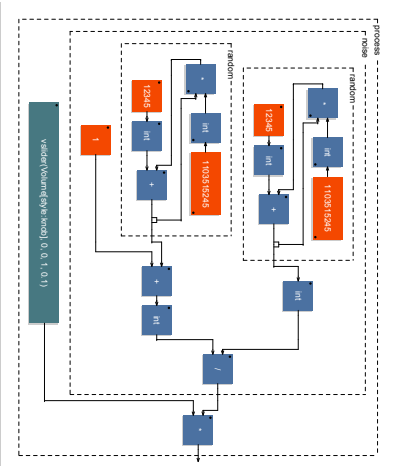 process
noise
random
*
int
1103515245
12345
int
+
int
random
*
int
1103515245
12345
int
+
1
+
int
/
vslider(Volume[style:knob], 0, 0, 1, 0.1)
*